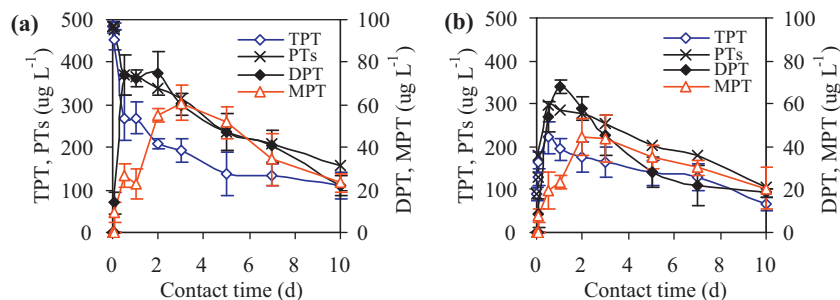 (a)
TPT, PTs (ug L⁻¹)
500
400
300
200
100
0
TPT
PTs
DPT
MPT
100
80
60
40
20
0
DPT, MPT (ug L⁻¹)
0 2 4 6 8 10
Contact time (d)
(b)
TPT, PTs (ug L⁻¹)
500
400
300
200
100
0
TPT
PTs
DPT
MPT
100
80
60
40
20
0
DPT, MPT (ug L⁻¹)
0 2 4 6 8 10
Contact time (d)